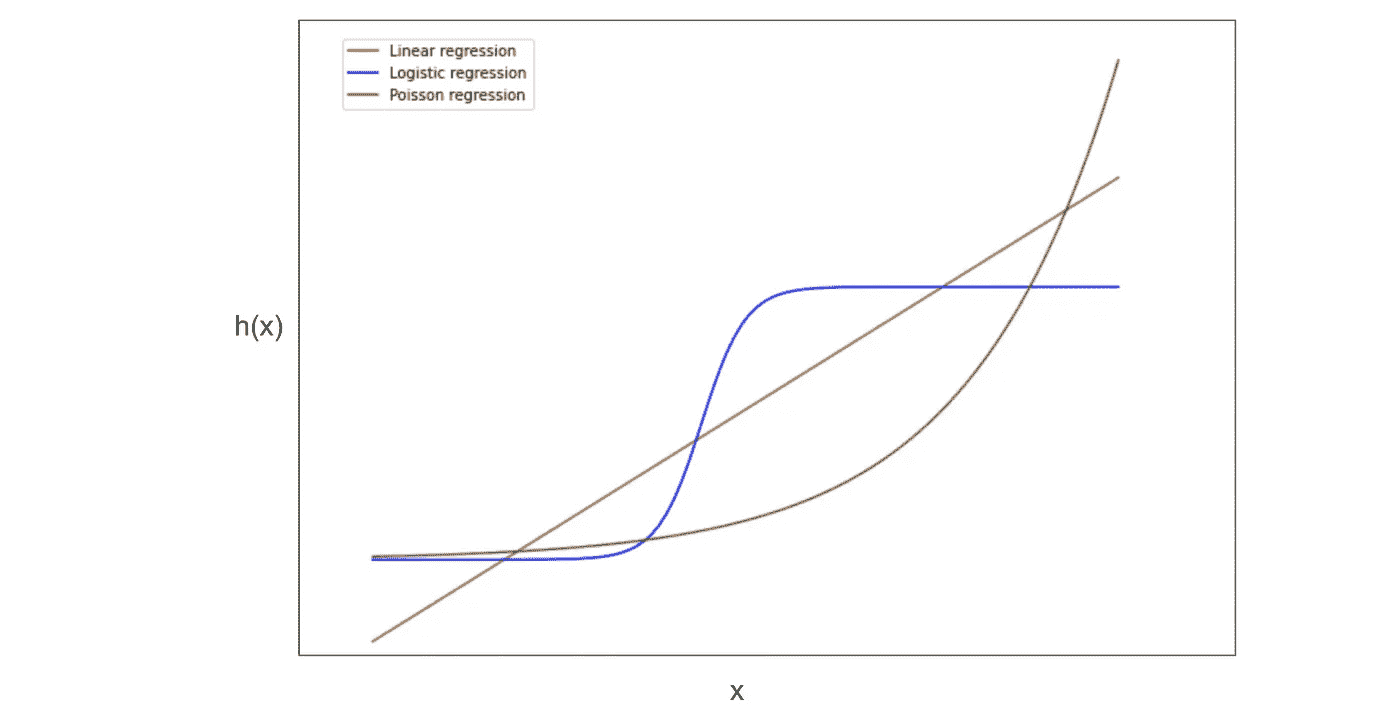 Linear regression
Logistic regression
Poisson regression
h(x)
x